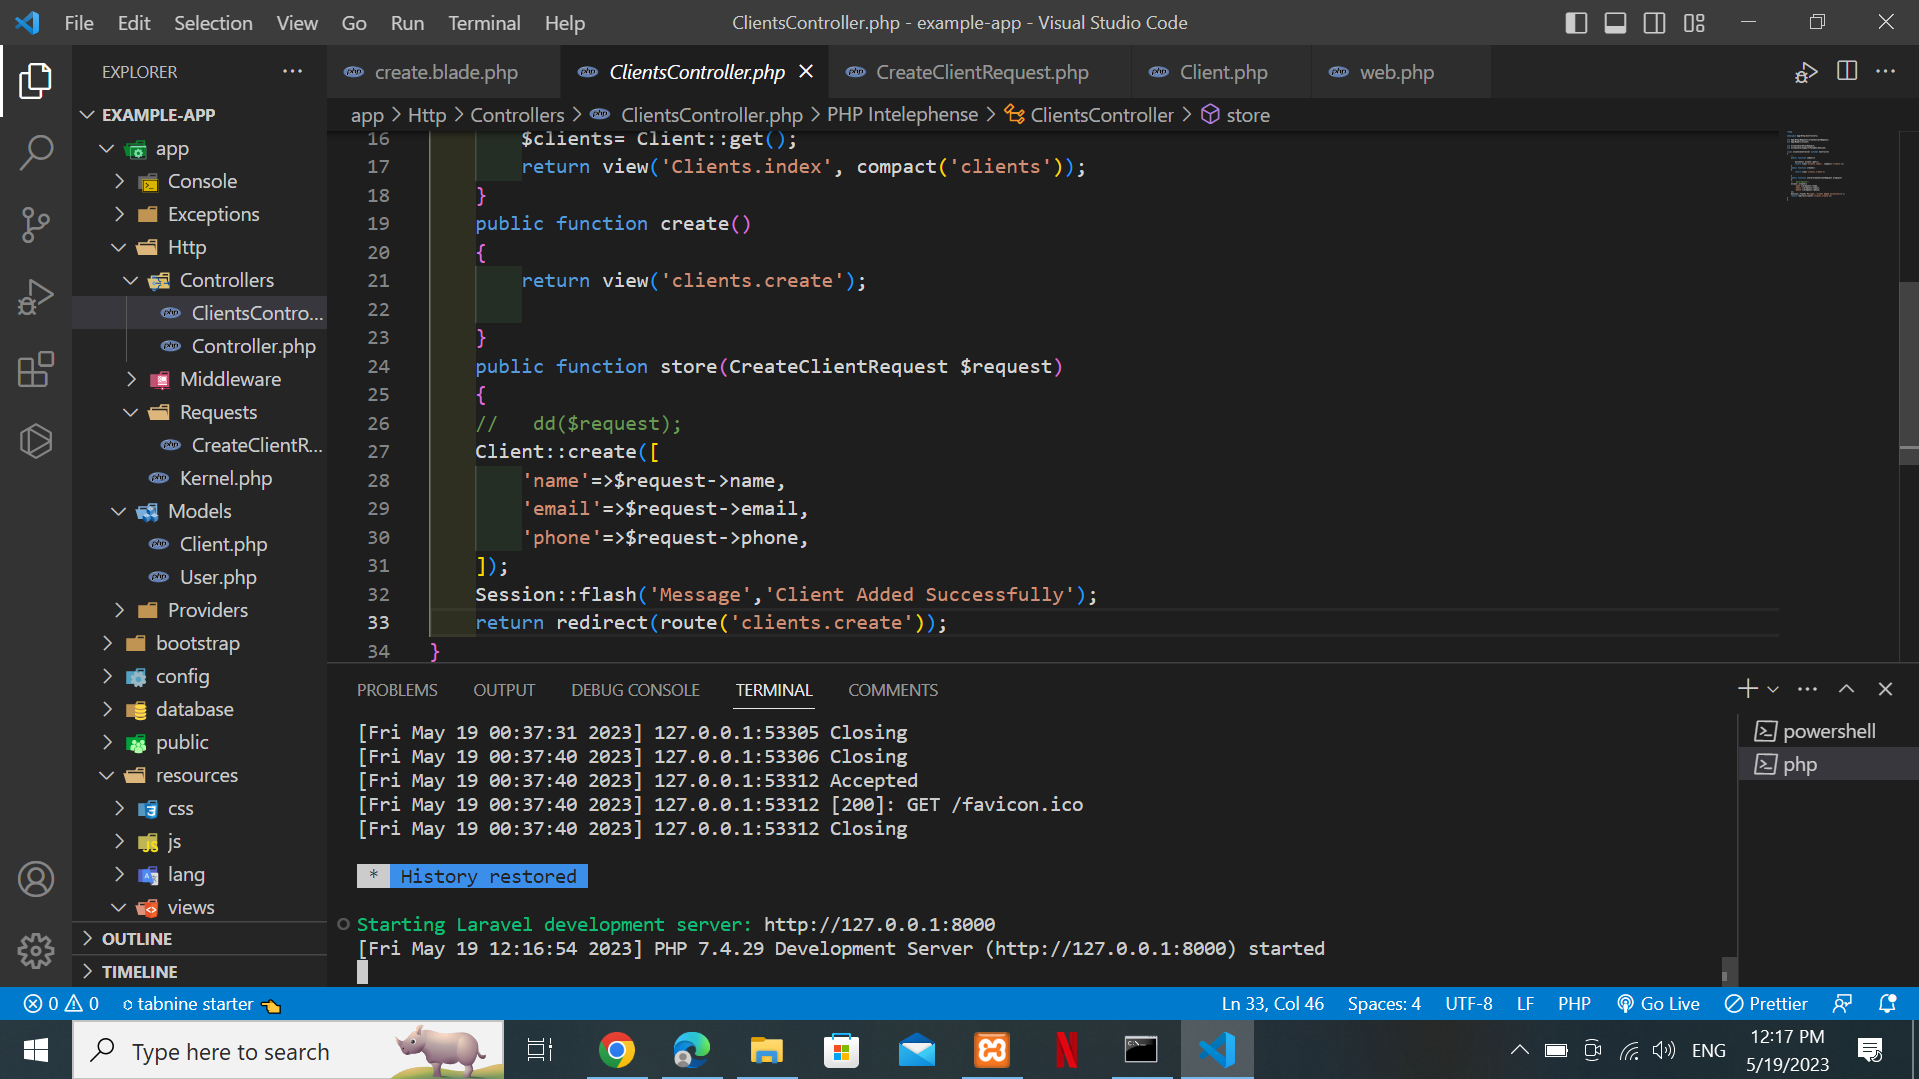 File Edit Selection View Go Run Terminal Help
ClientsController.php - example-app - Visual Studio Code
EXPLORER
EXAMPLE-APP
app
Console
Exceptions
Http
Controllers
ClientsContro...
Controller.php
Middleware
Requests
CreateClientR...
Kernel.php
Models
Client.php
User.php
Providers
bootstrap
config
database
public
resources
css
js
lang
views
OUTLINE
TIMELINE
create.blade.php ClientsController.php CreateClientRequest.php Client.php web.php
app > Http > Controllers > ClientsController.php > PHP Intelephense > ClientsController > store
16 $clients= Client::get();
17 return view('Clients.index', compact('clients'));
18 }
19 public function create()
20 {
21 return view('clients.create');
22
23 }
24 public function store(CreateClientRequest $request)
25 {
26 // dd($request);
27 Client::create([
28 'name'=>$request->name,
29 'email'=>$request->email,
30 'phone'=>$request->phone,
31 ]);
32 Session::flash('Message','Client Added Successfully');
33 return redirect(route('clients.create'));
34 }
PROBLEMS OUTPUT DEBUG CONSOLE TERMINAL COMMENTS
[Fri May 19 00:37:31 2023] 127.0.0.1:53305 Closing
[Fri May 19 00:37:40 2023] 127.0.0.1:53306 Closing
[Fri May 19 00:37:40 2023] 127.0.0.1:53312 Accepted
[Fri May 19 00:37:40 2023] 127.0.0.1:53312 [200]: GET /favicon.ico
[Fri May 19 00:37:40 2023] 127.0.0.1:53312 Closing
* History restored
Starting Laravel development server: http://127.0.0.1:8000
[Fri May 19 12:16:54 2023] PHP 7.4.29 Development Server (http://127.0.0.1:8000) started
powershell
php
0 0 tabnine starter
Ln 33, Col 46 Spaces: 4 UTF-8 LF PHP Go Live Prettier
Type here to search
ENG
12:17 PM
5/19/2023